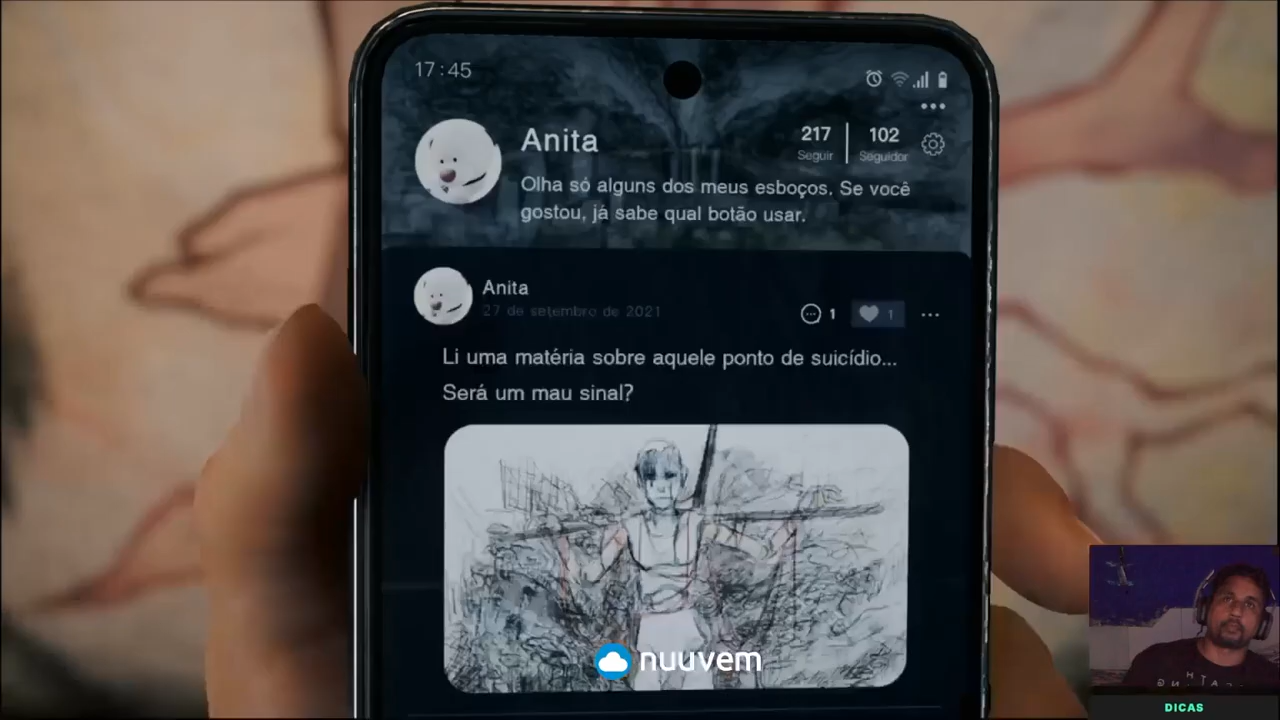 17:45
Anita
217
102
Seguir
Seguidor
Olha só alguns dos meus esboços. Se você
gostou, já sabe qual botão usar.
Anita
27 de setembro de 2021
1
1
Li uma matéria sobre aquele ponto de suicídio...
Será um mau sinal?
nuuvem
DICAS